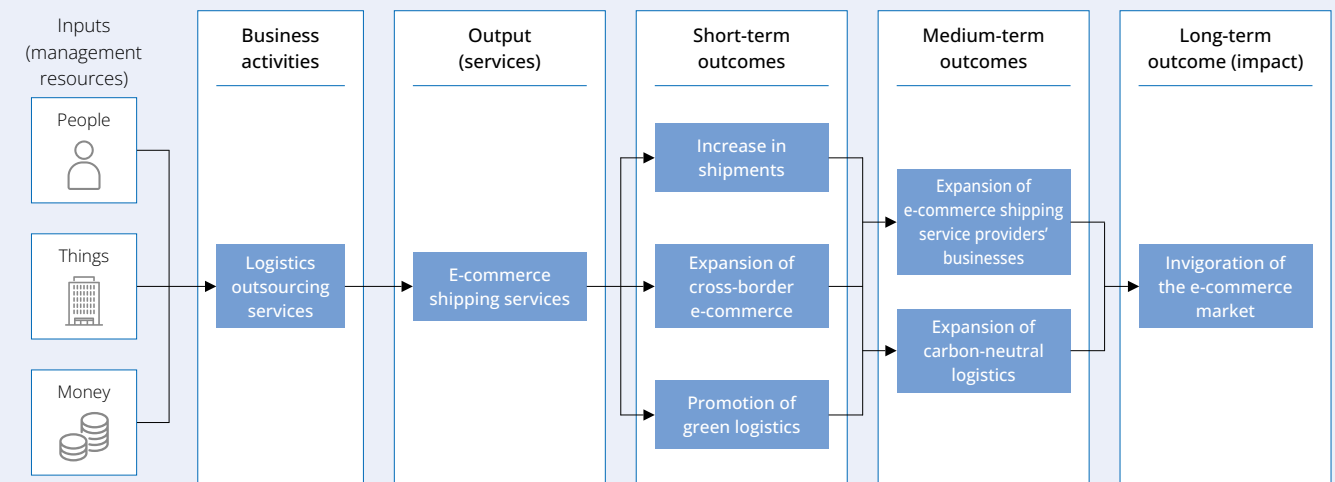 Inputs
(management
resources)
People
Things
Money
Business
activities
Logistics
outsourcing
services
Output
(services)
E-commerce
shipping services
Short-term
outcomes
Increase in
shipments
Expansion of
cross-border
e-commerce
Promotion of
green logistics
Medium-term
outcomes
Expansion of
e-commerce shipping
service providers’
businesses
Expansion of
carbon-neutral
logistics
Long-term
outcome (impact)
Invigoration of
the e-commerce
market